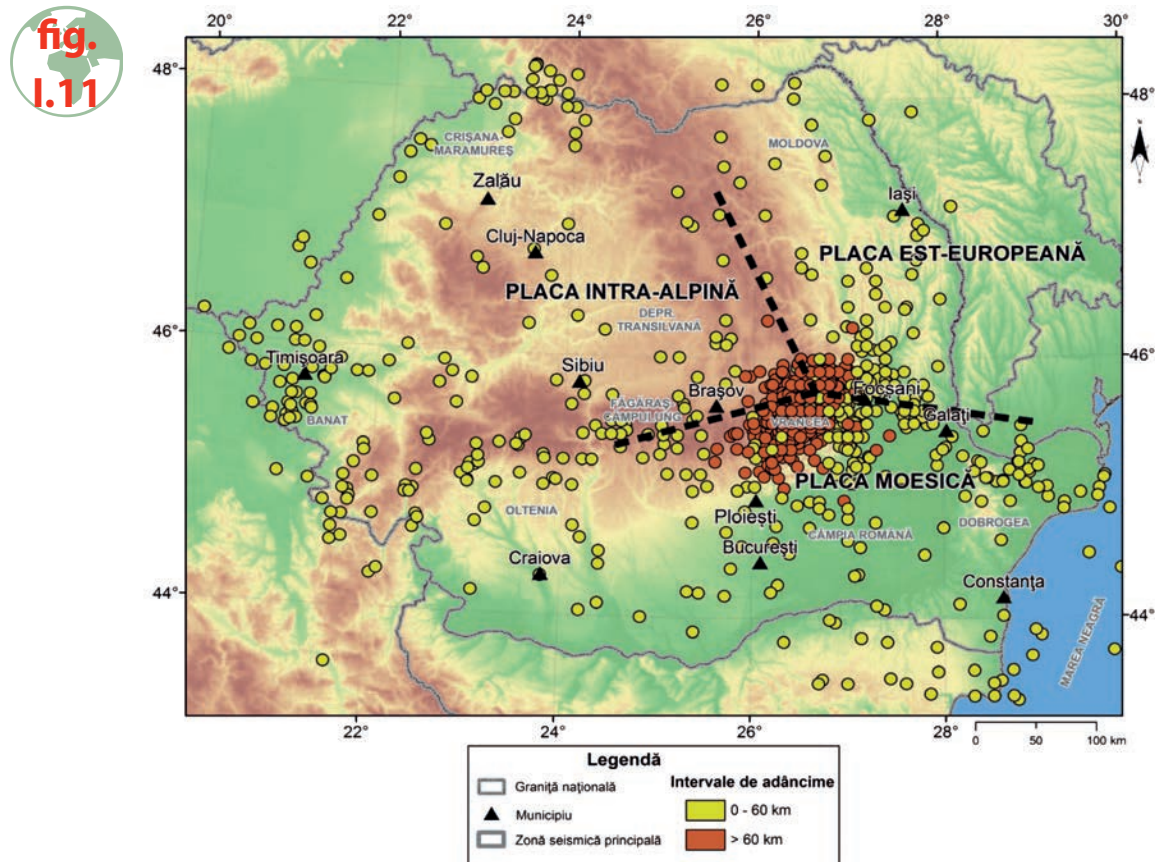 fig.
I.11
20° 22° 24° 26° 28° 30°
48° 48°
CRIȘANA-
MARAMUREȘ
MOLDOVA
Zalău
Iași
Cluj-Napoca
PLACA EST-EUROPEANĂ
PLACA INTRA-ALPINĂ
DEPR.
TRANSILVANĂ
46° 46°
Timișoara
Sibiu
Brașov
Focșani
FĂGĂRAȘ-
CÂMPULUNG
VRANCEA
Galați
BANAT
PLACA MOESICĂ
OLTENIA
Ploiești
CÂMPIA ROMÂNĂ
DOBROGEA
București
Craiova
Constanța
44° 44°
MAREA NEAGRĂ
22° 24° 26° 28°
0 50 100 km
Legendă
Graniță națională
Municipiu
Zonă seismică principală
Intervale de adâncime
0 - 60 km
> 60 km